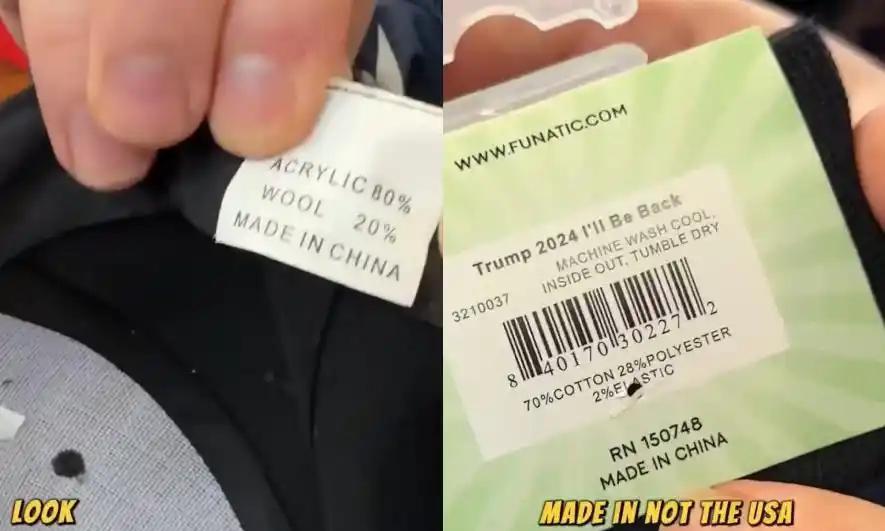 ACRYLIC 80%
WOOL 20%
MADE IN CHINA
LOOK
WWW.FUNATIC.COM
Trump 2024 I'll Be Back
MACHINE WASH COOL,
INSIDE OUT, TUMBLE DRY
3210037
8 40170 30227 2
70%COTTON 28%POLYESTER
2%ELASTIC
RN 150748
MADE IN CHINA
MADE IN NOT THE USA